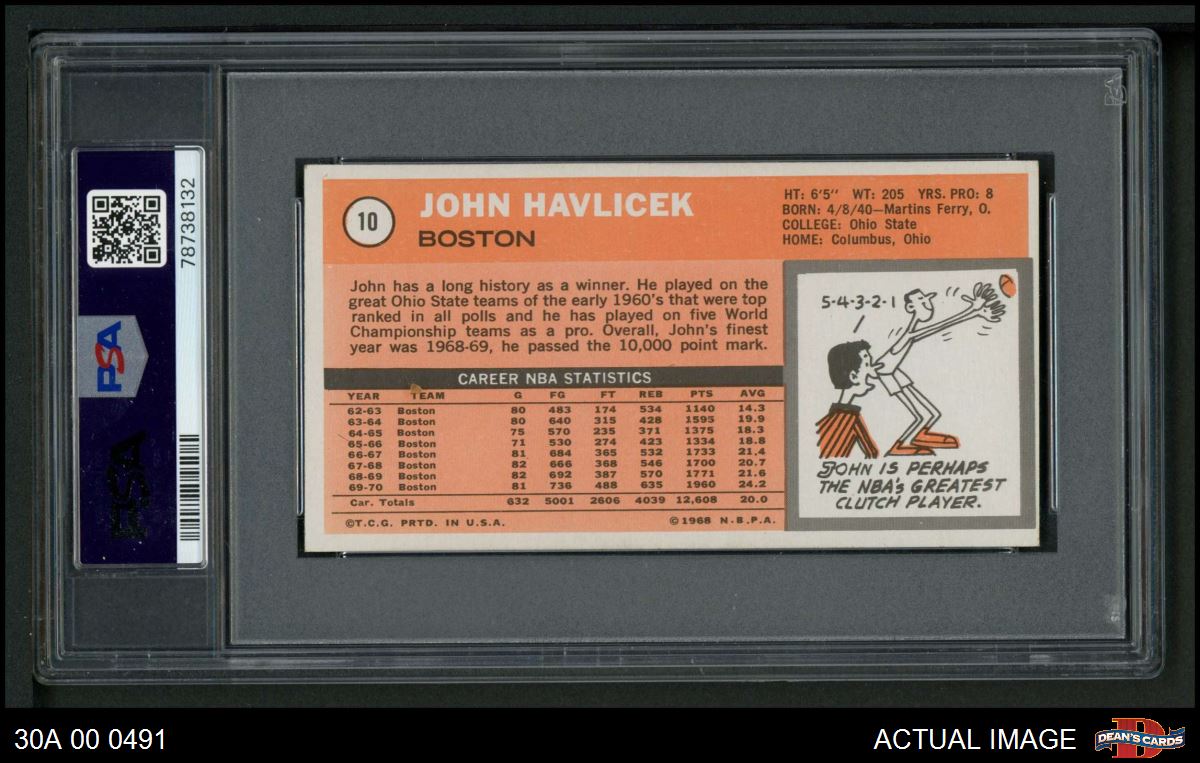 78738132
PSA
PSA
10
JOHN HAVLICEK
BOSTON
HT: 6'5" WT: 205 YRS. PRO: 8
BORN: 4/8/40—Martins Ferry, O.
COLLEGE: Ohio State
HOME: Columbus, Ohio
John has a long history as a winner. He played on the
great Ohio State teams of the early 1960's that were top
ranked in all polls and he has played on five World
Championship teams as a pro. Overall, John's finest
year was 1968-69, he passed the 10,000 point mark.
CAREER NBA STATISTICS
YEAR TEAM G FG FT REB PTS AVG
62-63 Boston 80 483 174 534 1140 14.3
63-64 Boston 80 640 315 428 1595 19.9
64-65 Boston 75 570 235 371 1375 18.3
65-66 Boston 71 530 274 423 1334 18.8
66-67 Boston 81 684 365 532 1733 21.4
67-68 Boston 82 666 368 546 1700 20.7
68-69 Boston 82 692 387 570 1771 21.6
69-70 Boston 81 736 488 635 1960 24.2
Car. Totals 632 5001 2606 4039 12,608 20.0
©T.C.G. PRTD. IN U.S.A. ©1968 N.B.P.A.
5-4-3-2-1
JOHN IS PERHAPS
THE NBA's GREATEST
CLUTCH PLAYER.
30A 00 0491
ACTUAL IMAGE
DEAN'S CARDS